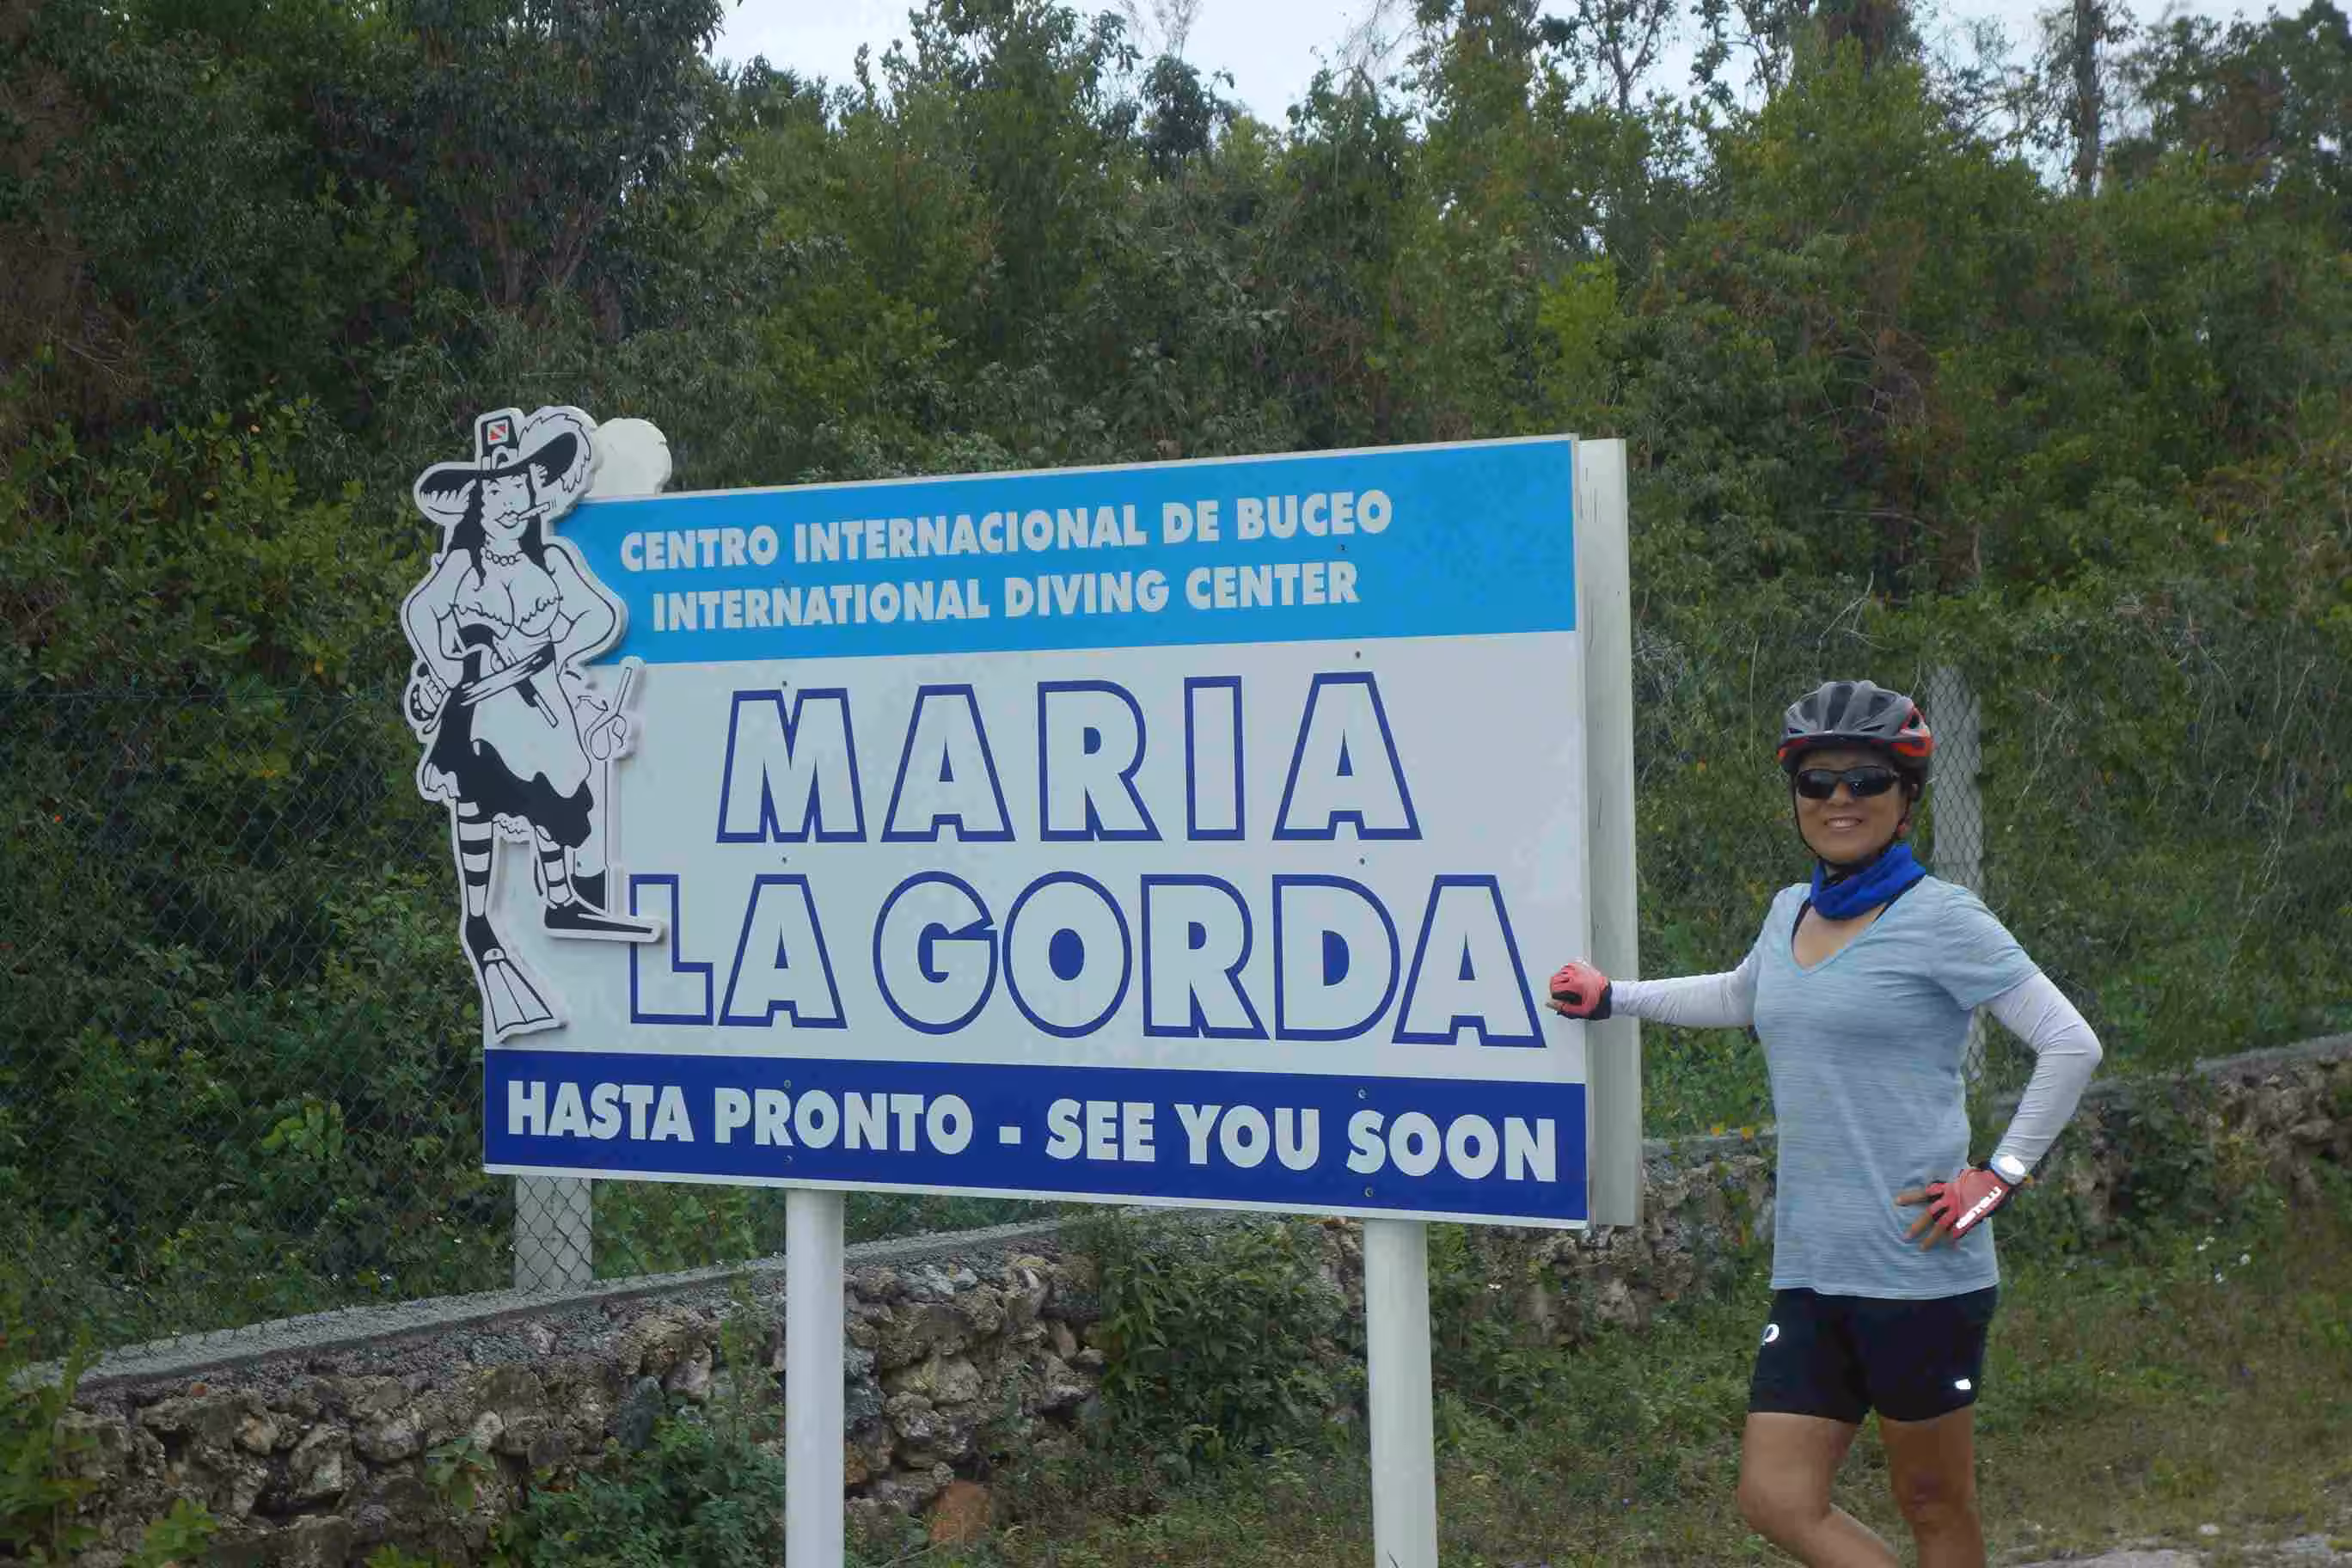 CENTRO INTERNACIONAL DE BUCEO
INTERNATIONAL DIVING CENTER
MARIA
LA GORDA
HASTA PRONTO - SEE YOU SOON